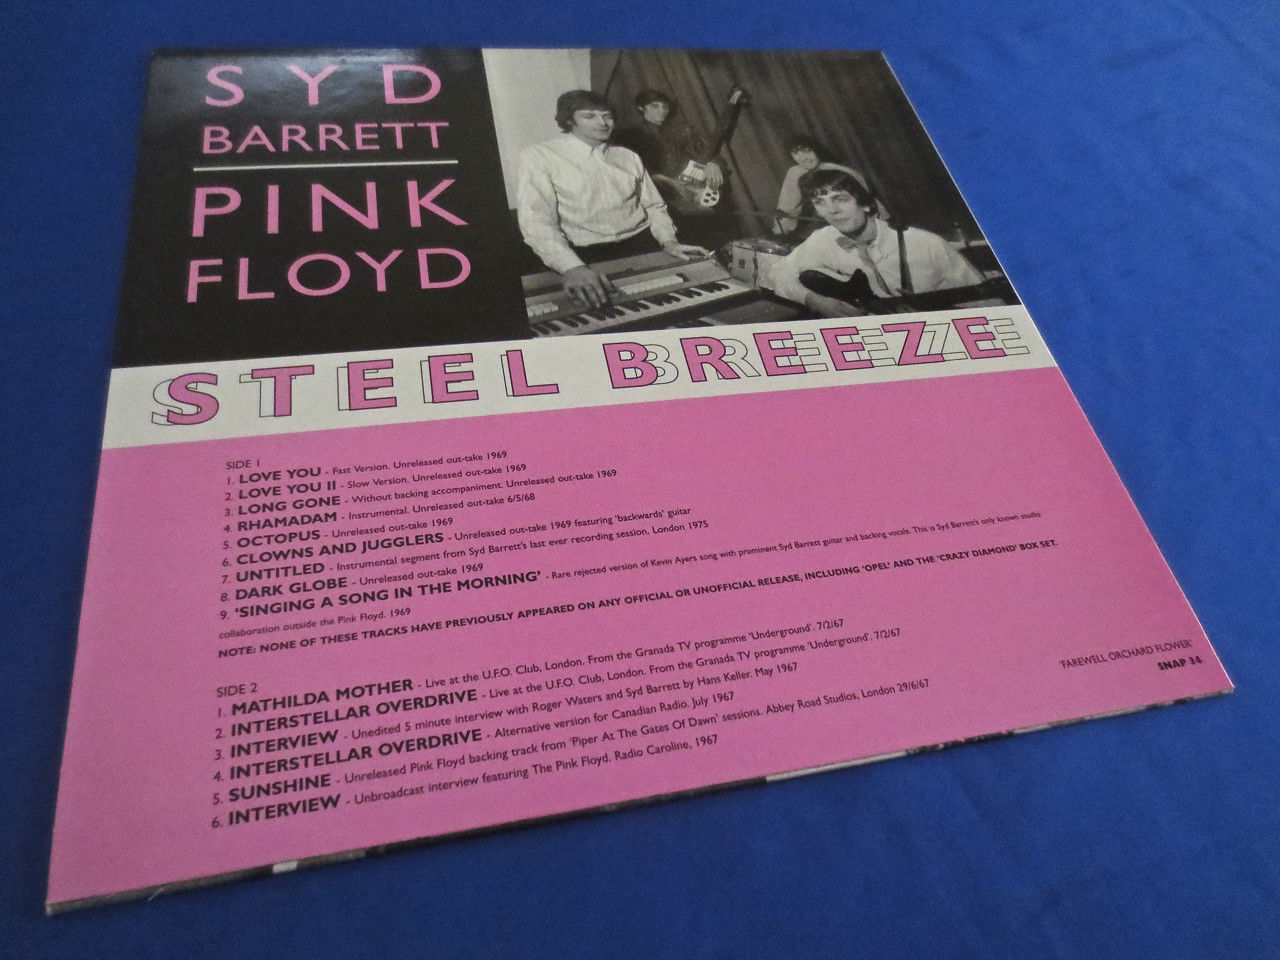 SYD
BARRETT
PINK
FLOYD
STEEL BREEZE
SIDE 1
1. LOVE YOU - Fast Version. Unreleased out-take 1969
2. LOVE YOU II - Slow Version. Unreleased out-take 1969
3. LONG GONE - Without backing accompaniment. Unreleased out-take 1969
4. RHAMADAM - Instrumental. Unreleased out-take 6/5/68
5. OCTOPUS - Unreleased out-take 1969
6. CLOWNS AND JUGGLERS - Unreleased out-take 1969 featuring 'backwards' guitar
7. UNTITLED - Instrumental segment from Syd Barrett's last ever recording session. London 1975
8. DARK GLOBE - Unreleased out-take 1969
9. 'SINGING A SONG IN THE MORNING' - Rare rejected version of Kevin Ayers song with prominent Syd Barrett guitar and backing vocals. This is Syd Barrett's only known studio
collaboration outside the Pink Floyd. 1969
NOTE: NONE OF THESE TRACKS HAVE PREVIOUSLY APPEARED ON ANY OFFICIAL OR UNOFFICIAL RELEASE, INCLUDING 'OPEL' AND THE 'CRAZY DIAMOND' BOX SET.
SIDE 2
1. MATHILDA MOTHER - Live at the U.F.O. Club, London. From the Granada TV programme 'Underground'. 7/2/67
2. INTERSTELLAR OVERDRIVE - Live at the U.F.O. Club, London. From the Granada TV programme 'Underground'. 7/2/67
3. INTERVIEW - Unedited 5 minute interview with Roger Waters and Syd Barrett by Hans Keller. May 1967
4. INTERSTELLAR OVERDRIVE - Alternative version for Canadian Radio. July 1967
5. SUNSHINE - Unreleased Pink Floyd backing track from 'Piper At The Gates Of Dawn' sessions. Abbey Road Studios, London 29/6/67
6. INTERVIEW - Unbroadcast interview featuring The Pink Floyd. Radio Caroline, 1967
'FAREWELL ORCHARD FLOWER'
SNAP 34